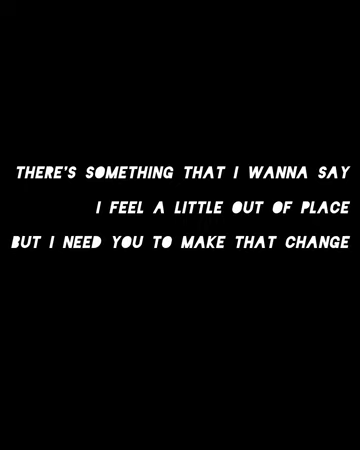 THERE'S SOMETHING THAT I WANNA SAY
I FEEL A LITTLE OUT OF PLACE
BUT I NEED YOU TO MAKE THAT CHANGE